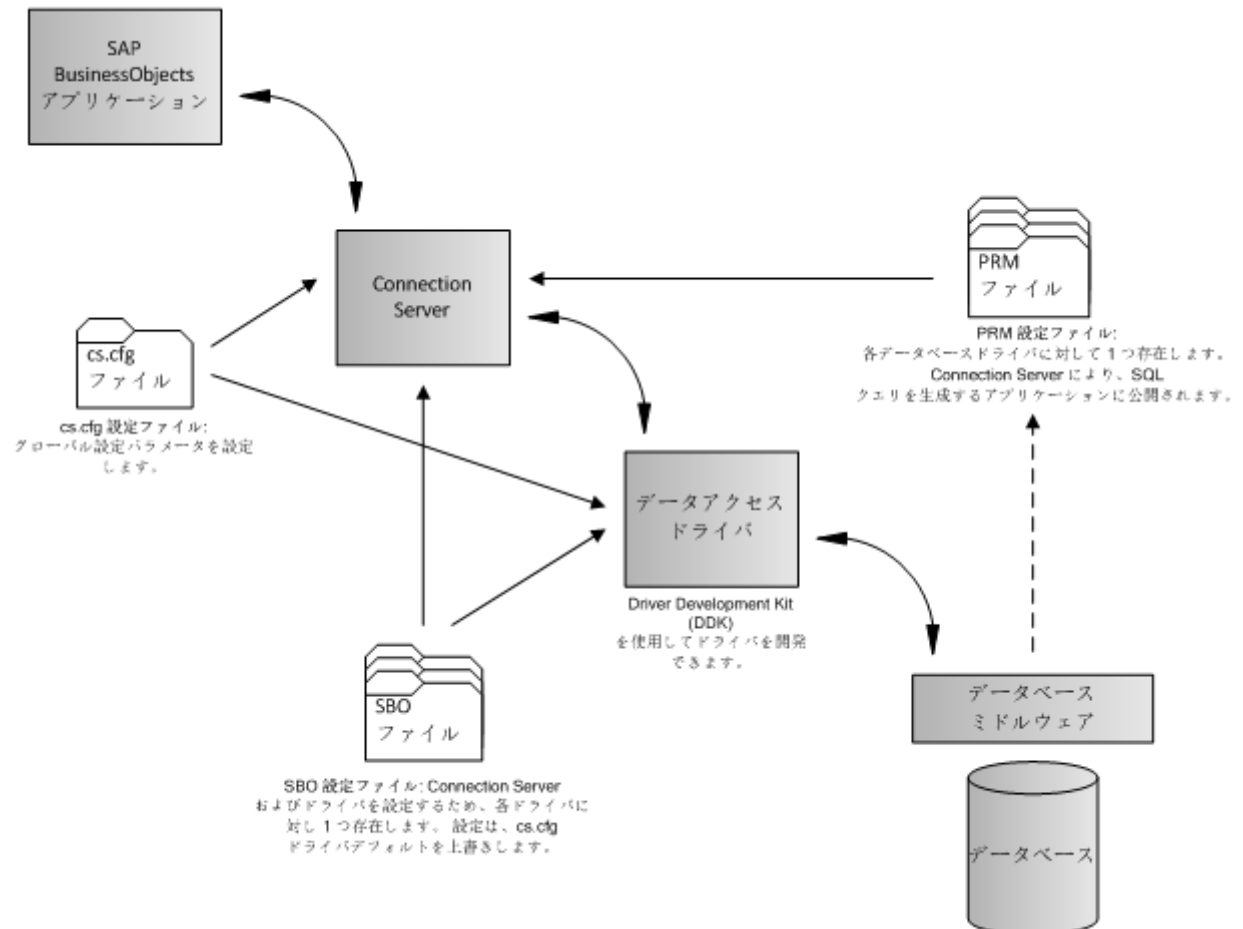 SAP
BusinessObjects
アプリケーション
Connection
Server
PRM
ファイル
PRM 設定ファイル:
各データベースドライバに対して 1 つ存在します。
Connection Server により、SQL
クエリを生成するアプリケーションに公開されます。
cs.cfg
ファイル
cs.cfg 設定ファイル:
グローバル設定パラメータを設定
します。
データアクセス
ドライバ
Driver Development Kit
(DDK)
を使用してドライバを開発
できます。
SBO
ファイル
SBO 設定ファイル: Connection Server
およびドライバを設定するため、各ドライバに
対し 1 つ存在します。 設定は、cs.cfg
ドライバデフォルトを上書きします。
データベース
ミドルウェア
データベース